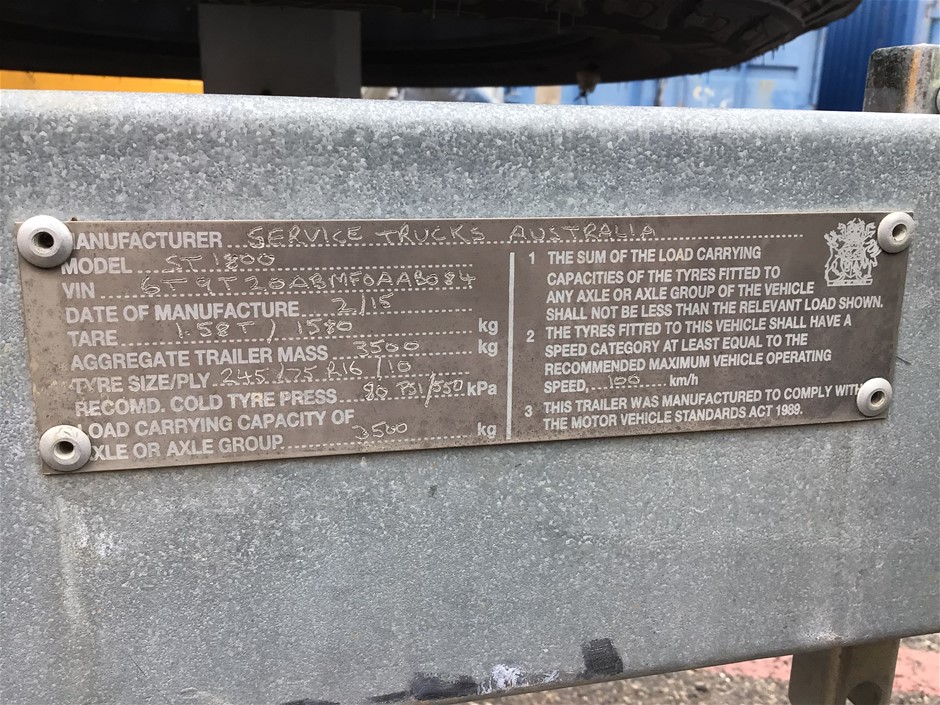 MANUFACTURER SERVICE TRUCKS AUSTRALIA
MODEL ST1800
VIN 6T9T20ABMF0AAB084
DATE OF MANUFACTURE 2/15
TARE 1.58T/1580 kg
AGGREGATE TRAILER MASS 3500 kg
TYRE SIZE/PLY 245/75 R16/10
RECOMD. COLD TYRE PRESS 80 PSI/550 kPa
LOAD CARRYING CAPACITY OF
AXLE OR AXLE GROUP 3500 kg
1 THE SUM OF THE LOAD CARRYING
CAPACITIES OF THE TYRES FITTED TO
ANY AXLE OR AXLE GROUP OF THE VEHICLE
SHALL NOT BE LESS THAN THE RELEVANT LOAD SHOWN.
2 THE TYRES FITTED TO THIS VEHICLE SHALL HAVE A
SPEED CATEGORY AT LEAST EQUAL TO THE
RECOMMENDED MAXIMUM VEHICLE OPERATING
SPEED, 100 km/h
3 THIS TRAILER WAS MANUFACTURED TO COMPLY WITH
THE MOTOR VEHICLE STANDARDS ACT 1989.